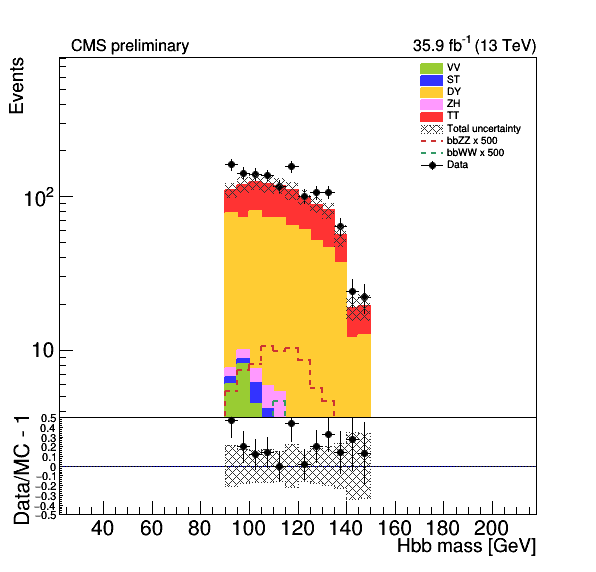 CMS preliminary
35.9 fb⁻¹ (13 TeV)
Events
VV
ST
DY
ZH
TT
Total uncertainty
bbZZ x 500
bbWW x 500
Data
10²
10
Data/MC - 1
0.5
0.4
0.3
0.2
0.1
0
−0.1
−0.2
−0.3
−0.4
−0.5
40 60 80 100 120 140 160 180 200
Hbb mass [GeV]